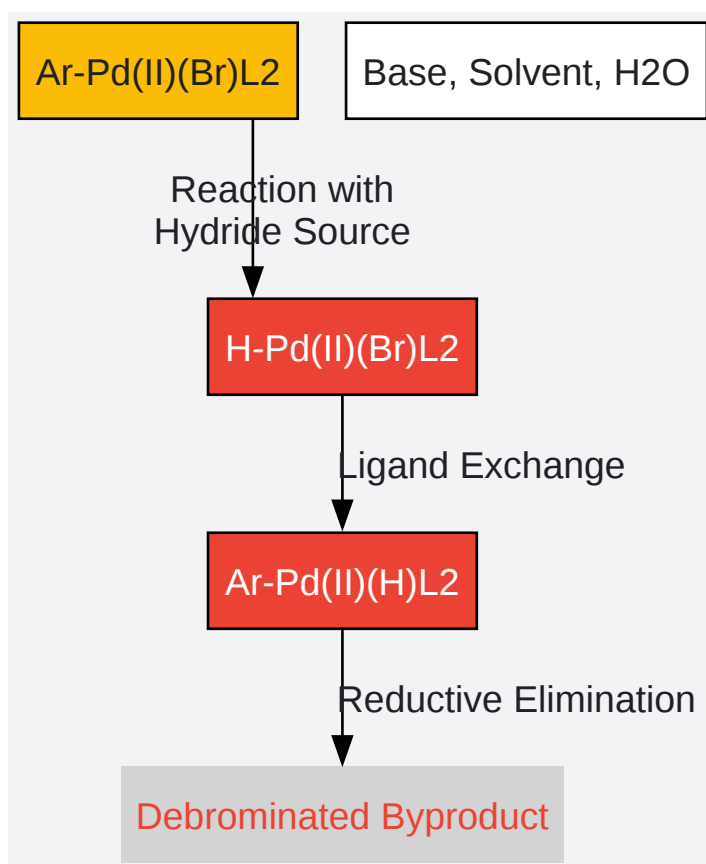 Ar-Pd(II)(Br)L2
Base, Solvent, H2O
Reaction with
Hydride Source
H-Pd(II)(Br)L2
Ligand Exchange
Ar-Pd(II)(H)L2
Reductive Elimination
Debrominated Byproduct